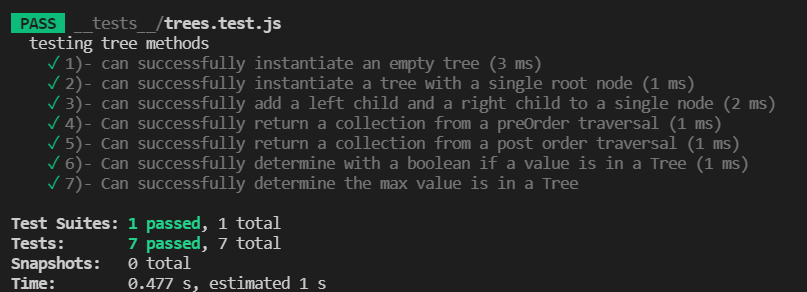 PASS __tests__/trees.test.js
testing tree methods
✓ 1)- can successfully instantiate an empty tree (3 ms)
✓ 2)- can successfully instantiate a tree with a single root node (1 ms)
✓ 3)- can successfully add a left child and a right child to a single node (2 ms)
✓ 4)- Can successfully return a collection from a preOrder traversal (1 ms)
✓ 5)- Can successfully return a collection from a post order traversal (1 ms)
✓ 6)- Can successfully determine with a boolean if a value is in a Tree (1 ms)
✓ 7)- Can successfully determine the max value is in a Tree
Test Suites: 1 passed, 1 total
Tests: 7 passed, 7 total
Snapshots: 0 total
Time: 0.477 s, estimated 1 s